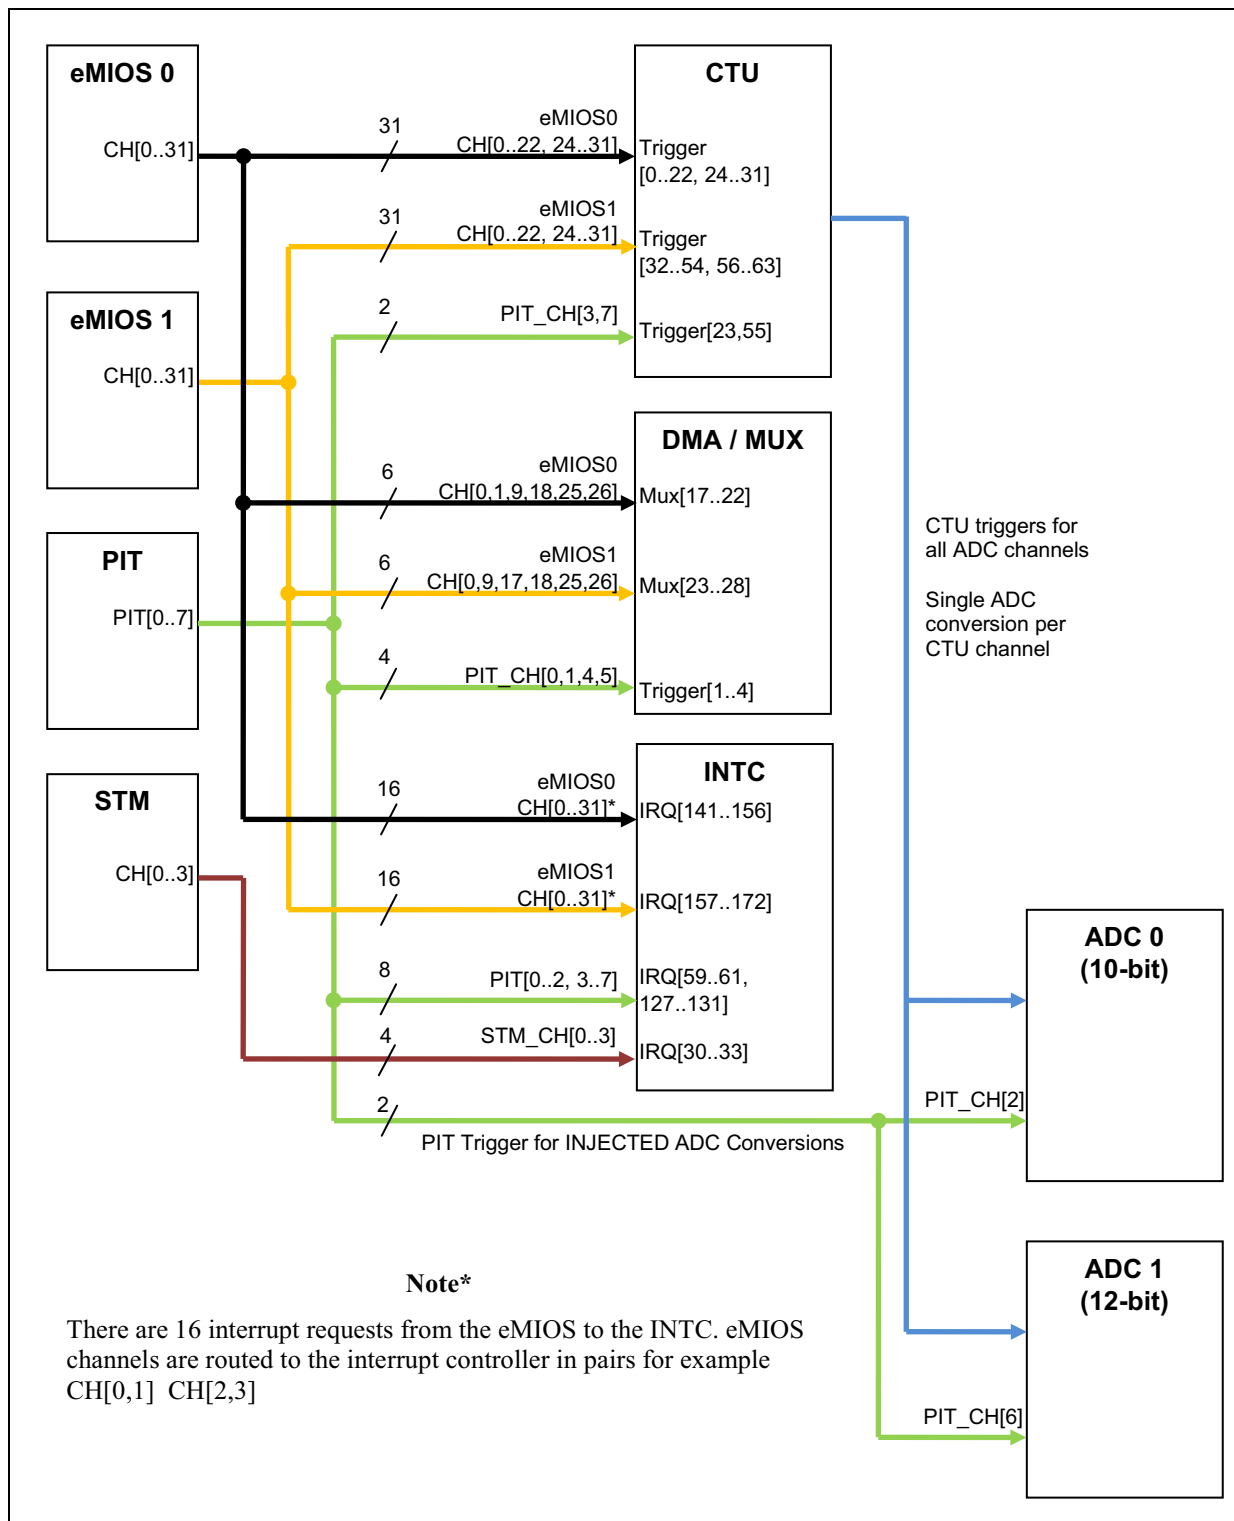 eMIOS 0
CH[0..31]
eMIOS 1
CH[0..31]
PIT
PIT[0..7]
STM
CH[0..3]
31
eMIOS0
CH[0..22, 24..31]
31
eMIOS1
CH[0..22, 24..31]
2
PIT_CH[3,7]
CTU
Trigger
[0..22, 24..31]
Trigger
[32..54, 56..63]
Trigger[23,55]
6
eMIOS0
CH[0,1,9,18,25,26]
6
eMIOS1
CH[0,9,17,18,25,26]
4
PIT_CH[0,1,4,5]
DMA / MUX
Mux[17..22]
Mux[23..28]
Trigger[1..4]
CTU triggers for
all ADC channels
Single ADC
conversion per
CTU channel
16
eMIOS0
CH[0..31]*
16
eMIOS1
CH[0..31]*
8
PIT[0..2, 3..7]
4
STM_CH[0..3]
INTC
IRQ[141..156]
IRQ[157..172]
IRQ[59..61,
127..131]
IRQ[30..33]
2
PIT Trigger for INJECTED ADC Conversions
ADC 0
(10-bit)
PIT_CH[2]
ADC 1
(12-bit)
PIT_CH[6]
Note*
There are 16 interrupt requests from the eMIOS to the INTC. eMIOS
channels are routed to the interrupt controller in pairs for example
CH[0,1]  CH[2,3]